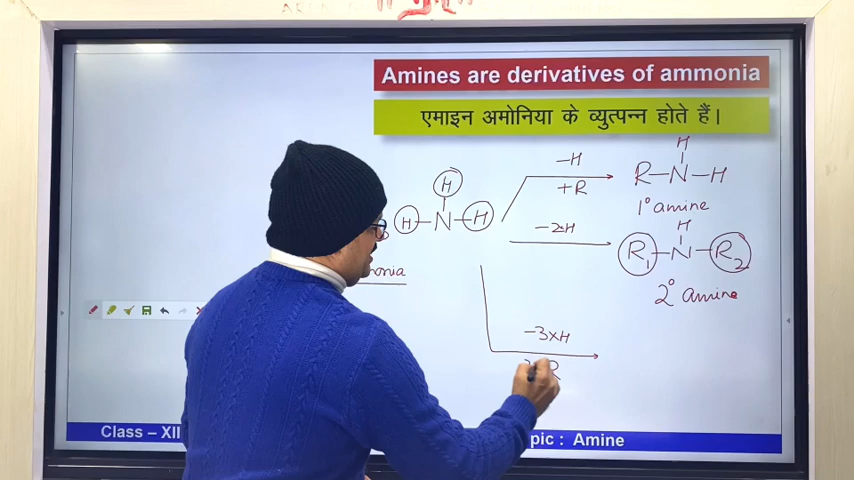 Amines are derivatives of ammonia
एमाइन अमोनिया के व्युत्पन्न होते हैं।
H
H–N–H
–H
+R
H
R–N–H
1° amine
–2×H
H
R₁–N–R₂
2° amine
–3×H
R
Class – XII
: Amine